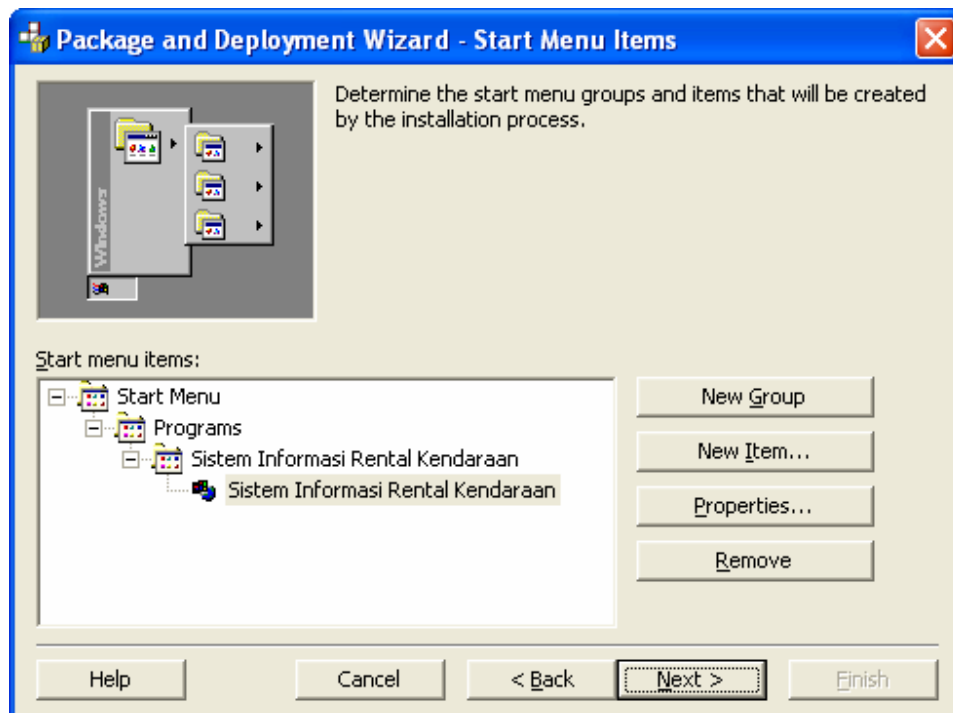 Package and Deployment Wizard - Start Menu Items
Determine the start menu groups and items that will be created
by the installation process.
Windows
Start menu items:
Start Menu
Programs
Sistem Informasi Rental Kendaraan
Sistem Informasi Rental Kendaraan
New Group
New Item...
Properties...
Remove
Help
Cancel
< Back
Next >
Finish